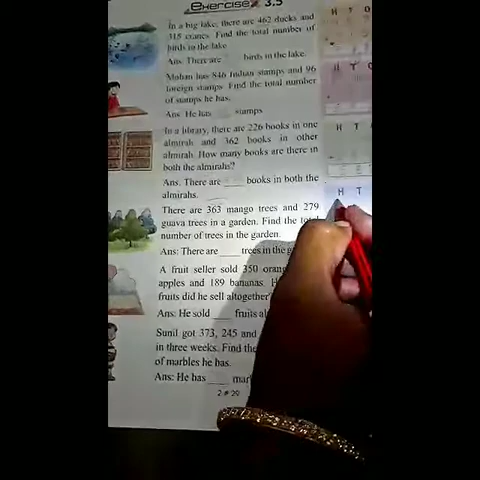 Exercise 3.5
In a big lake, there are 462 ducks and
315 cranes. Find the total number of
birds in the lake
Ans. There are birds in the lake.
H T O
Mohan has 846 Indian stamps and 96
foreign stamps. Find the total number
of stamps he has.
Ans. He has ___ stamps
H T O
In a library, there are 226 books in one
almirah and 362 books in other
almirah. How many books are there in
both the almirahs?
Ans. There are ___ books in both the
almirahs.
H T
There are 363 mango trees and 279
guava trees in a garden. Find the total
number of trees in the garden.
Ans: There are ___ trees in the
H T
A fruit seller sold 350
apples and 189 bananas.
fruits did he sell altogether
Ans: He sold ___ fruits
Sunil got 373, 245 and
in three weeks. Find the
of marbles he has.
Ans: He has ___ mar